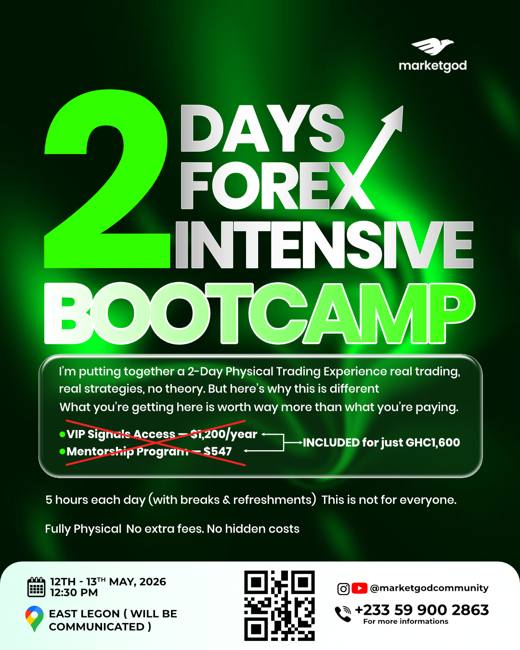 marketgod
2 DAYS
FOREX
INTENSIVE
BOOTCAMP
I'm putting together a 2-Day Physical Trading Experience real trading,
real strategies, no theory. But here's why this is different
What you're getting here is worth way more than what you're paying.
VIP Signals Access – $1,200/year
Mentorship Program – $547
INCLUDED for just GHC1,600
5 hours each day (with breaks & refreshments) This is not for everyone.
Fully Physical No extra fees. No hidden costs
12TH - 13TH MAY, 2026
12:30 PM
EAST LEGON ( WILL BE
COMMUNICATED )
@marketgodcommunity
+233 59 900 2863
For more informations